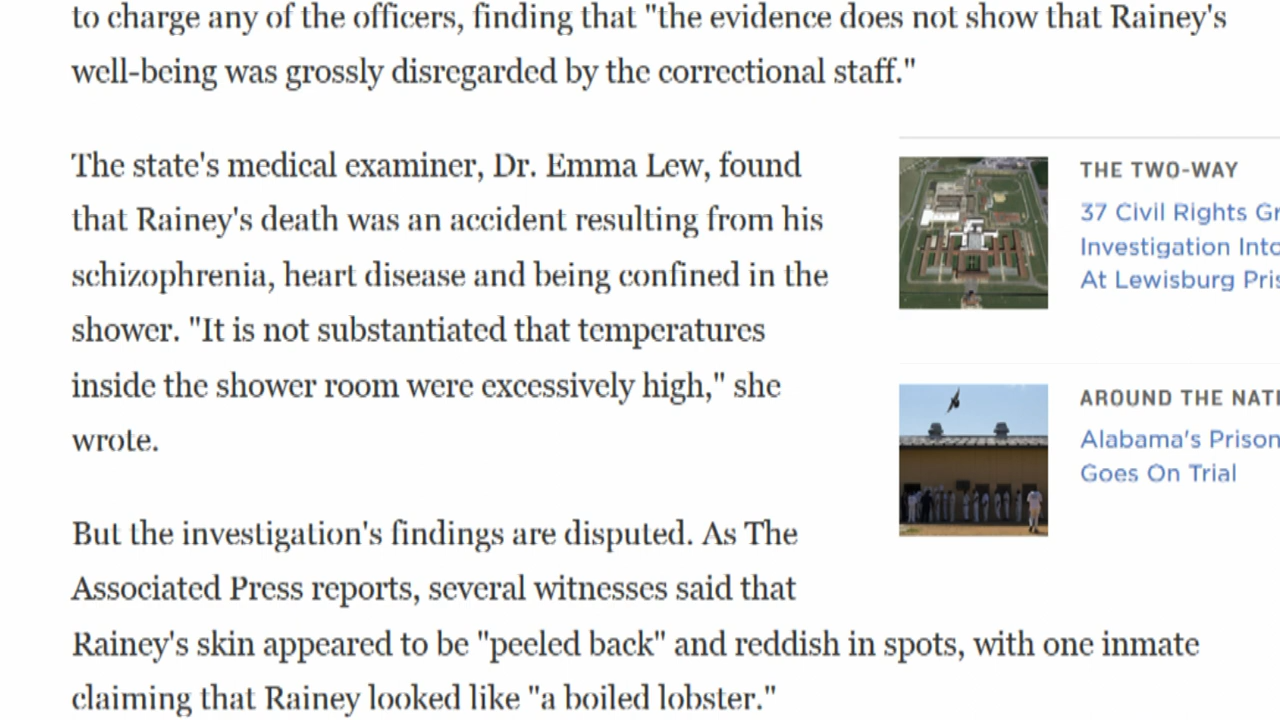 to charge any of the officers, finding that "the evidence does not show that Rainey's
well-being was grossly disregarded by the correctional staff."
The state's medical examiner, Dr. Emma Lew, found
that Rainey's death was an accident resulting from his
schizophrenia, heart disease and being confined in the
shower. "It is not substantiated that temperatures
inside the shower room were excessively high," she
wrote.
But the investigation's findings are disputed. As The
Associated Press reports, several witnesses said that
Rainey's skin appeared to be "peeled back" and reddish in spots, with one inmate
claiming that Rainey looked like "a boiled lobster."
THE TWO-WAY
37 Civil Rights Gr
Investigation Into
At Lewisburg Pris
AROUND THE NATI
Alabama's Prison
Goes On Trial